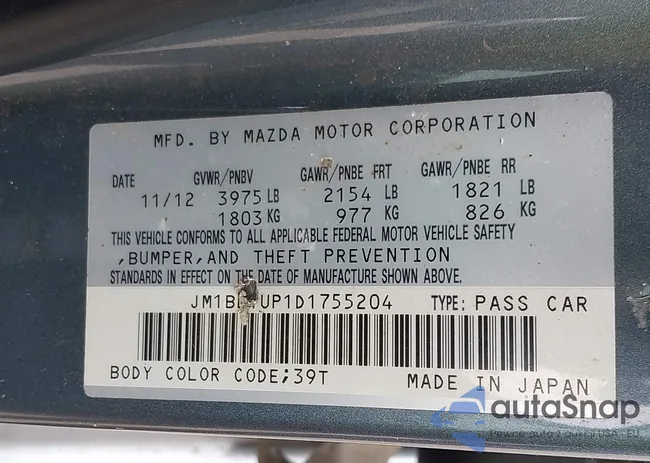 MFD. BY MAZDA MOTOR CORPORATION
DATE GVWR/PNBV GAWR/PNBE FRT GAWR/PNBE RR
11/12 3975 LB 2154 LB 1821 LB
1803 KG 977 KG 826 KG
THIS VEHICLE CONFORMS TO ALL APPLICABLE FEDERAL MOTOR VEHICLE SAFETY
,BUMPER,AND THEFT PREVENTION
STANDARDS IN EFFECT ON THE DATE OF MANUFACTURE SHOWN ABOVE.
TYPE: PASS CAR
BODY COLOR CODE;39T MADE IN JAPAN
autoSnap